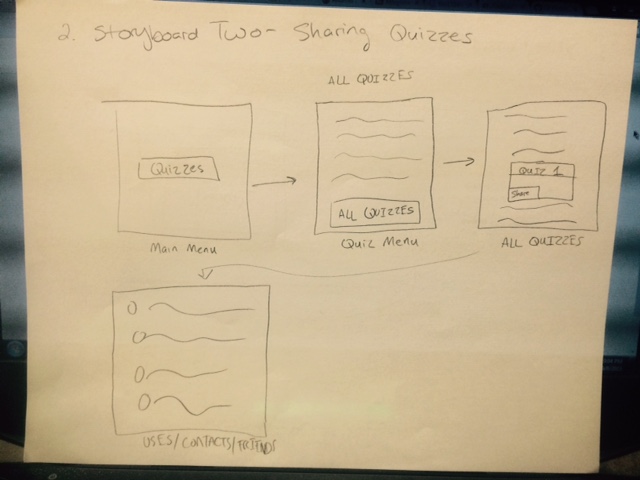 2. Storyboard Two- Sharing Quizzes
ALL QUIZZES
Quizzes
Main Menu
ALL QUIZZES
Quiz Menu
QUIZ 1
Share
ALL QUIZZES
USES/CONTACTS/FRIENDS